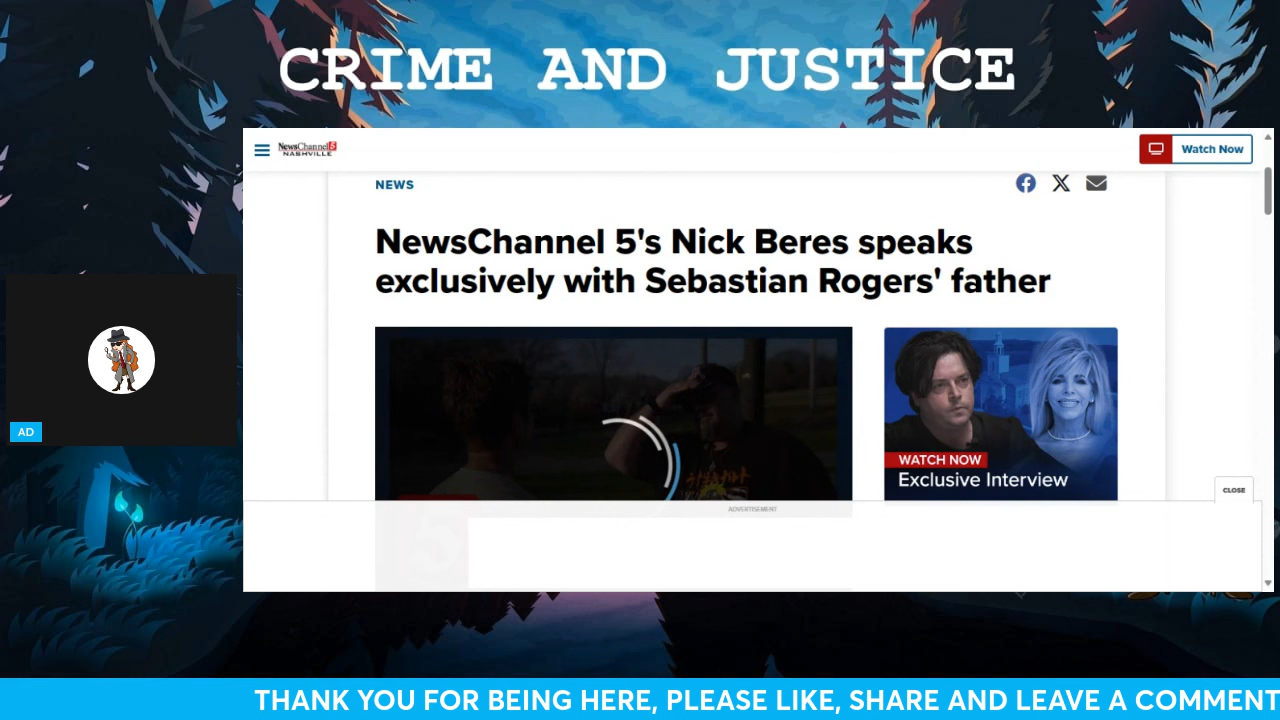 CRIME AND JUSTICE
NewsChannel 5
NASHVILLE
Watch Now
NEWS
NewsChannel 5's Nick Beres speaks
exclusively with Sebastian Rogers' father
WATCH NOW
Exclusive Interview
CLOSE
ADVERTISEMENT
5
AD
THANK YOU FOR BEING HERE, PLEASE LIKE, SHARE AND LEAVE A COMMENT